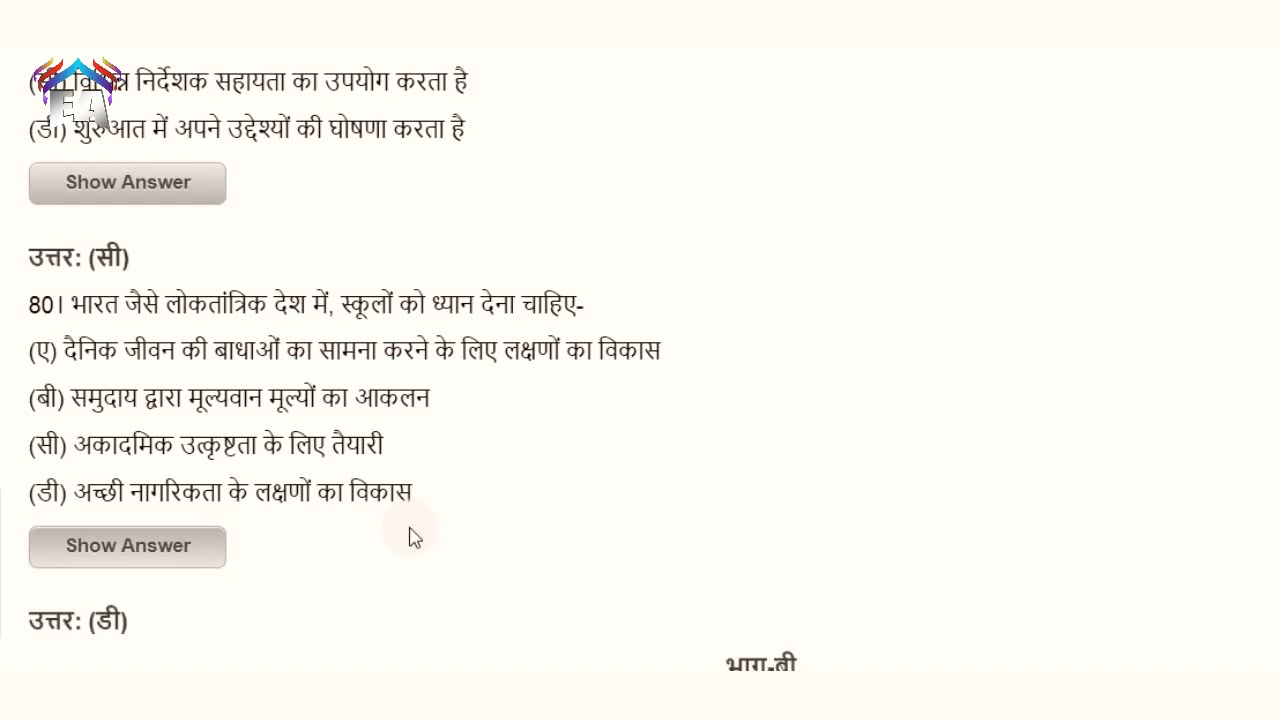 निर्देशक सहायता का उपयोग करता है
(डी) शुरुआत में अपने उद्देश्यों की घोषणा करता है
Show Answer
उत्तर: (सी)
80। भारत जैसे लोकतांत्रिक देश में, स्कूलों को ध्यान देना चाहिए-
(ए) दैनिक जीवन की बाधाओं का सामना करने के लिए लक्षणों का विकास
(बी) समुदाय द्वारा मूल्यवान मूल्यों का आकलन
(सी) अकादमिक उत्कृष्टता के लिए तैयारी
(डी) अच्छी नागरिकता के लक्षणों का विकास
Show Answer
उत्तर: (डी)
भाग-बी